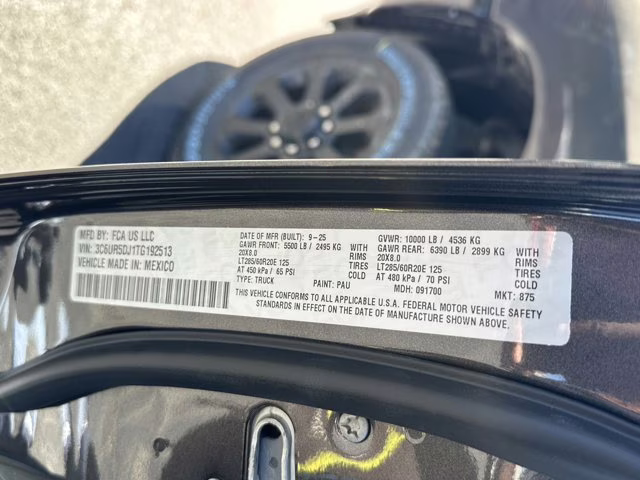 MFD BY: FCA US LLC
VIN: 3C6UR5DJ1TG192513
VEHICLE MADE IN: MEXICO
DATE OF MFR (BUILT): 9-25
GAWR FRONT: 5500 LB / 2495 KG WITH
20X8.0 RIMS
LT285/60R20E 125 TIRES
AT 450 kPa / 65 PSI COLD
TYPE: TRUCK
PAINT: PAU
GVWR: 10000 LB / 4536 KG
GAWR REAR: 6390 LB / 2899 KG WITH
20X8.0 RIMS
LT285/60R20E 125 TIRES
AT 480 kPa / 70 PSI COLD
MDH: 091700
MKT: 875
THIS VEHICLE CONFORMS TO ALL APPLICABLE U.S.A. FEDERAL MOTOR VEHICLE SAFETY
STANDARDS IN EFFECT ON THE DATE OF MANUFACTURE SHOWN ABOVE.